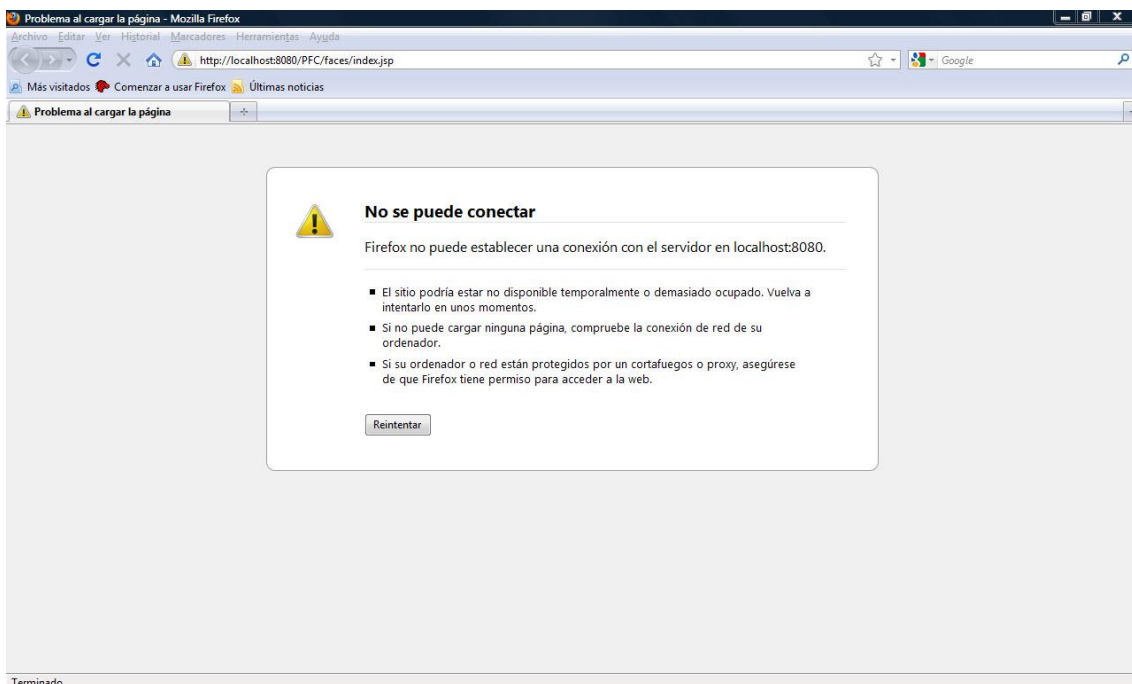 Problema al cargar la página - Mozilla Firefox
Archivo Editar Ver Historial Marcadores Herramientas Ayuda
http://localhost:8080/PFC/faces/index.jsp
Google
Más visitados Comenzar a usar Firefox Últimas noticias
Problema al cargar la página
No se puede conectar
Firefox no puede establecer una conexión con el servidor en localhost:8080.
El sitio podría estar no disponible temporalmente o demasiado ocupado. Vuelva a
intentarlo en unos momentos.
Si no puede cargar ninguna página, compruebe la conexión de red de su
ordenador.
Si su ordenador o red están protegidos por un cortafuegos o proxy, asegúrese
de que Firefox tiene permiso para acceder a la web.
Reintentar
Terminado